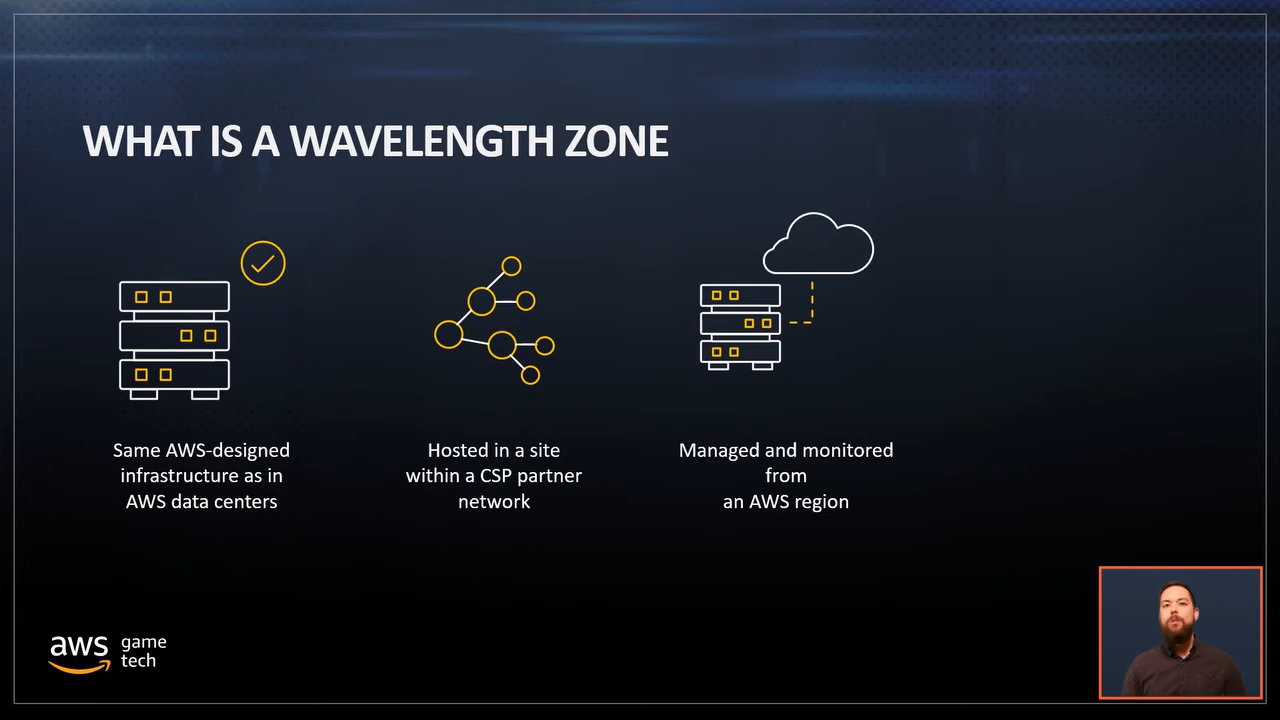 WHAT IS A WAVELENGTH ZONE
Same AWS-designed
infrastructure as in
AWS data centers
Hosted in a site
within a CSP partner
network
Managed and monitored
from
an AWS region
aws game
tech